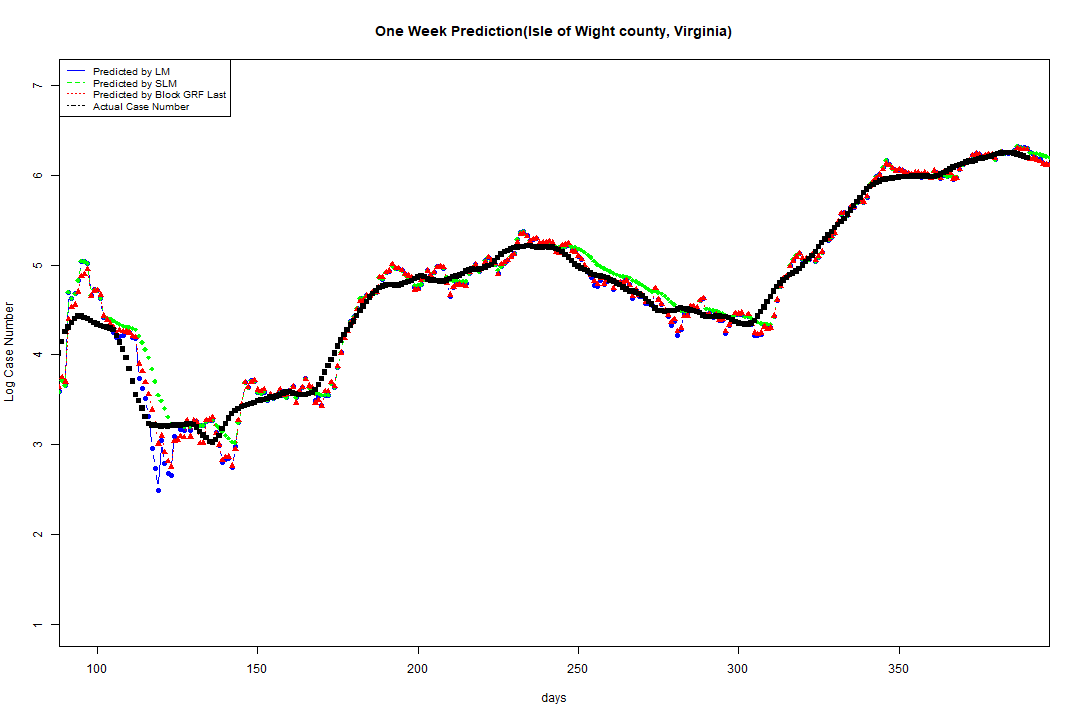 One Week Prediction(Isle of Wight county, Virginia)
Predicted by LM
Predicted by SLM
Predicted by Block GRF Last
Actual Case Number
7
6
5
4
3
2
1
Log Case Number
100 150 200 250 300 350
days